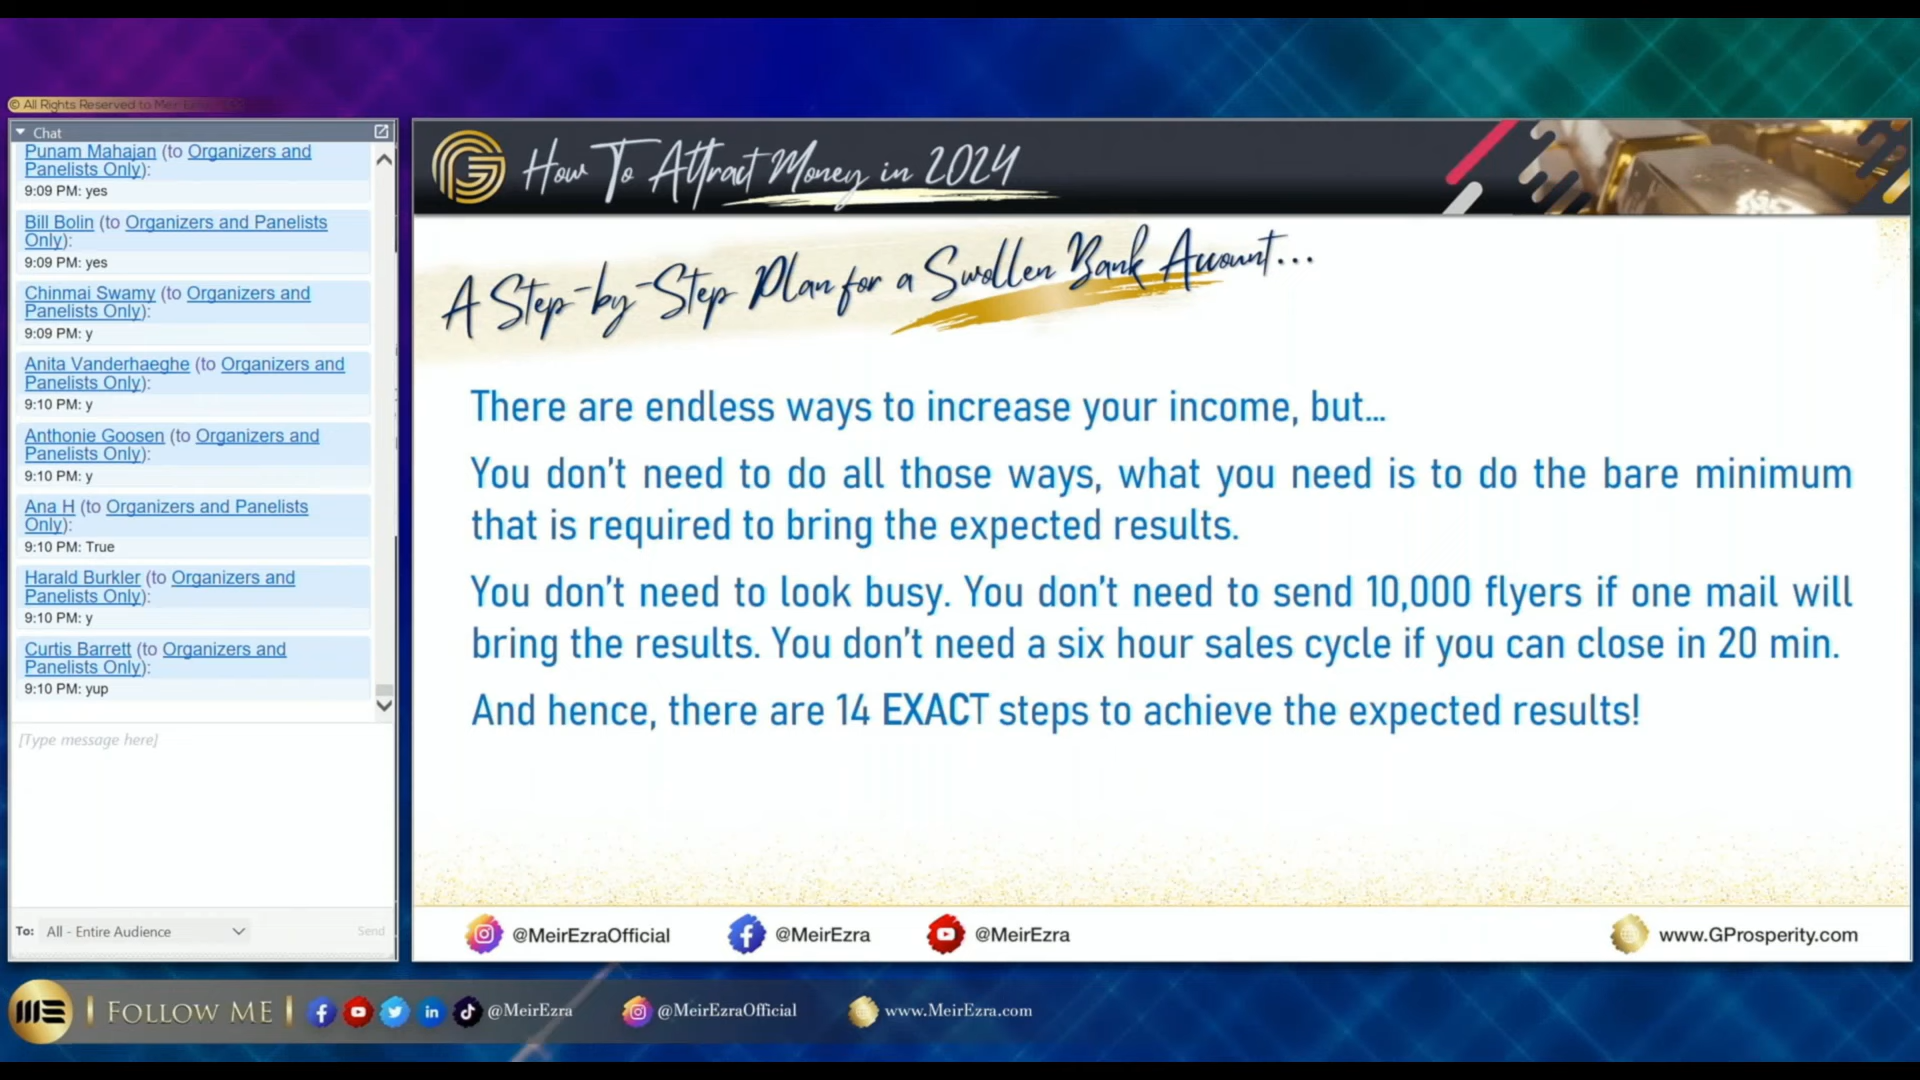 © All Rights Reserved to Meir Ezra
Chat
Punam Mahajan (to Organizers and
Panelists Only):
9:09 PM: yes
Bill Bolin (to Organizers and Panelists
Only):
9:09 PM: yes
Chinmai Swamy (to Organizers and
Panelists Only):
9:09 PM: y
Anita Vanderhaeghe (to Organizers and
Panelists Only):
9:10 PM: y
Anthonie Goosen (to Organizers and
Panelists Only):
9:10 PM: y
Ana H (to Organizers and Panelists
Only):
9:10 PM: True
Harald Burkler (to Organizers and
Panelists Only):
9:10 PM: y
Curtis Barrett (to Organizers and
Panelists Only):
9:10 PM: yup
[Type message here]
To: All - Entire Audience
Send
How To Attract Money in 2024
A Step-by-Step Plan for a Swollen Bank Account...
There are endless ways to increase your income, but...
You don't need to do all those ways, what you need is to do the bare minimum
that is required to bring the expected results.
You don't need to look busy. You don't need to send 10,000 flyers if one mail will
bring the results. You don't need a six hour sales cycle if you can close in 20 min.
And hence, there are 14 EXACT steps to achieve the expected results!
@MeirEzraOfficial
@MeirEzra
@MeirEzra
www.GProsperity.com
ME
FOLLOW ME
@MeirEzra
@MeirEzraOfficial
www.MeirEzra.com